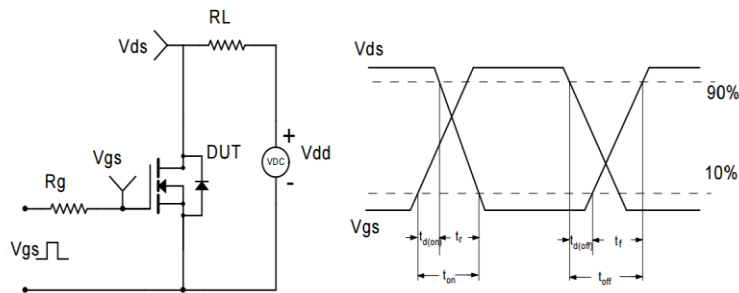 RL
Vds
Vgs
DUT
+
VDC
Vdd
-
Rg
Vgs
Vds
90%
10%
Vgs
td(on)
tr
td(off)
tf
ton
toff